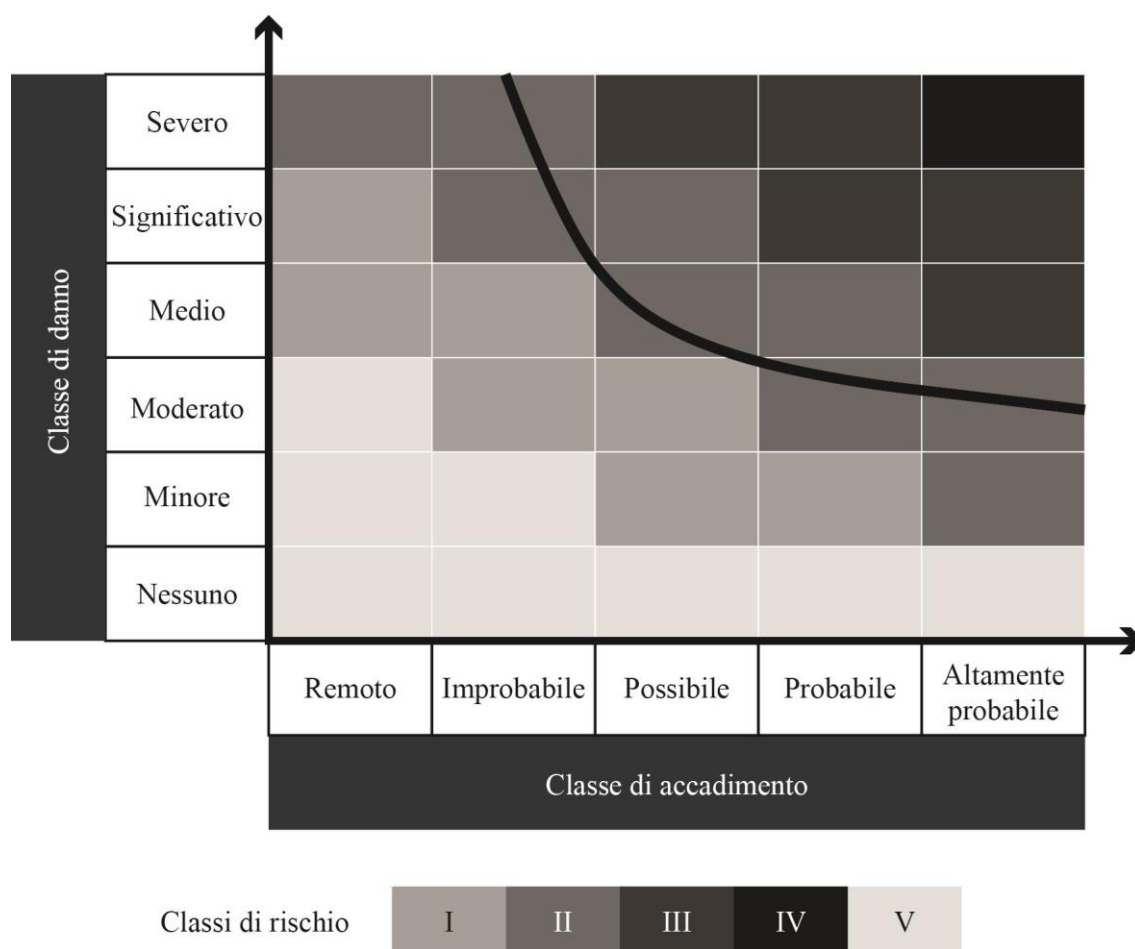 Classe di danno
Severo
Significativo
Medio
Moderato
Minore
Nessuno
Remoto
Improbabile
Possibile
Probabile
Altamente
probabile
Classe di accadimento
Classi di rischio
I
II
III
IV
V